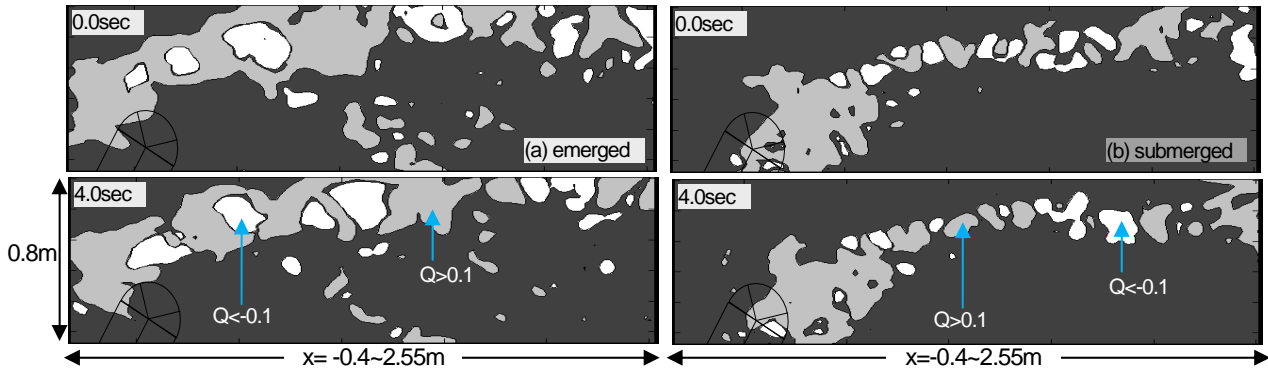 0.0sec
(a) emerged
0.0sec
(b) submerged
4.0sec
0.8m
Q<-0.1
Q>0.1
x= -0.4~2.55m
4.0sec
Q>0.1
Q<-0.1
x=-0.4~2.55m